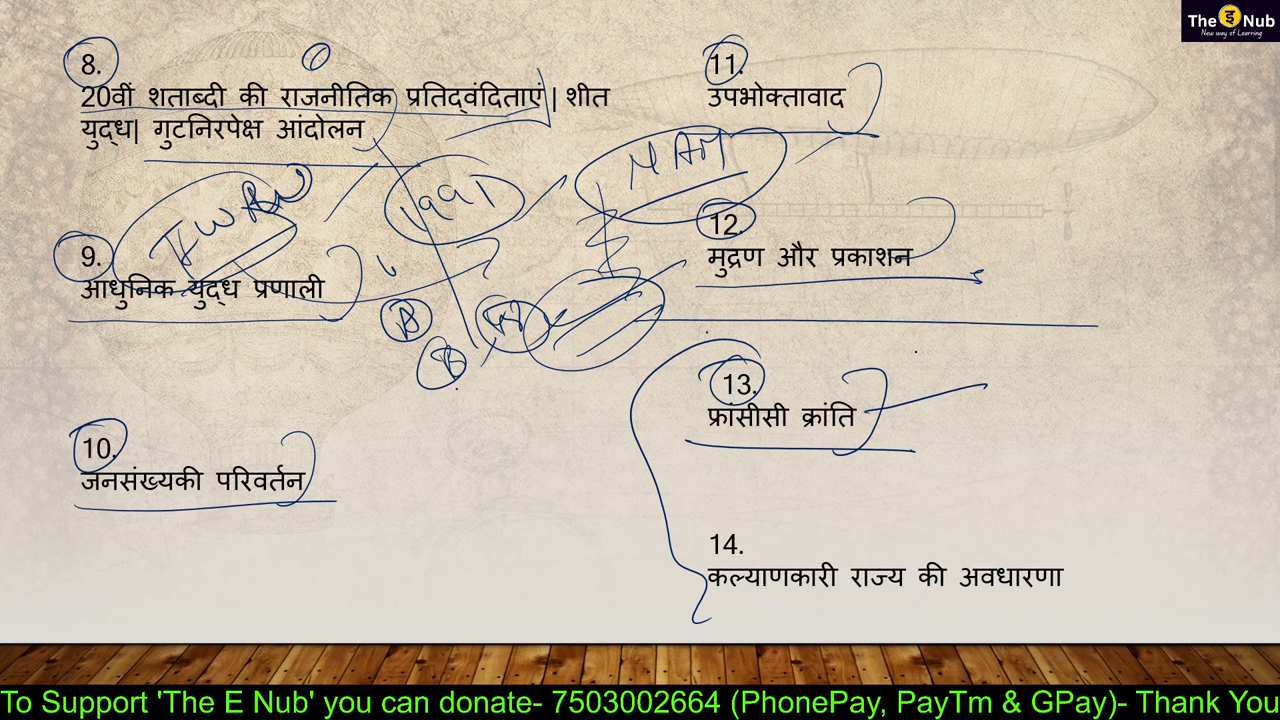 The इ Nub
New way of Learning
8.
20वीं शताब्दी की राजनीतिक प्रतिद्वंदिताएं | शीत
युद्ध| गुटनिरपेक्ष आंदोलन
9.
आधुनिक युद्ध प्रणाली
10.
जनसंख्यकी परिवर्तन
11.
उपभोक्तावाद
1991
NAM
12.
मुद्रण और प्रकाशन
13.
फ्रांसीसी क्रांति
14.
कल्याणकारी राज्य की अवधारणा
To Support 'The E Nub' you can donate- 7503002664 (PhonePay, PayTm & GPay)- Thank You